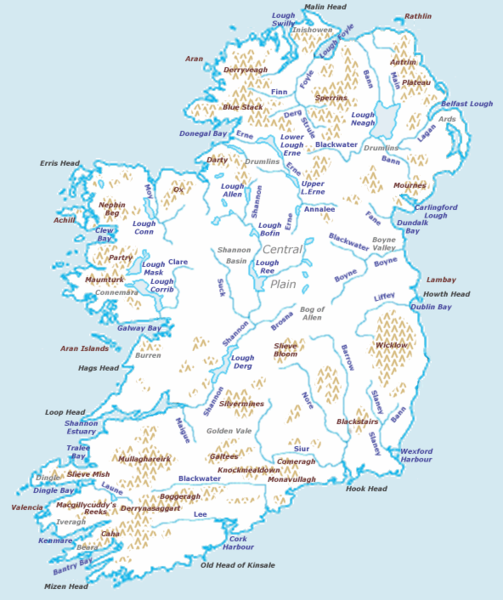 Malin Head
Lough
Swilly
Rathlin
Inishowen
Lough Foyle
Aran
Derryveagh
Foyle
Antrim
Plateau
Bann
Main
Finn
Sperrins
Blue Stack
Belfast Lough
Derg
Strule
Lough
Neagh
Ards
Lagan
Donegal Bay
Erne
Lower
Lough
Erne
Blackwater
Drumlins
Darty
Drumlins
Erne
Bann
Erris Head
Moy
Ox
Lough
Allen
Shannon
Upper
L.Erne
Mournes
Nephin
Beg
Annalee
Carlingford
Lough
Achill
Lough
Conn
Erne
Lough
Bofin
Fane
Dundalk
Bay
Clew
Bay
Blackwater
Boyne
Valley
Partry
Shannon
Basin
Central
Clare
Lough
Mask
Lough
Ree
Boyne
Boyne
Maumturk
Lough
Corrib
Suck
Plain
Lambay
Connemara
Liffey
Howth Head
Dublin Bay
Bog of
Allen
Galway Bay
Shannon
Brosna
Aran Islands
Burren
Slieve
Bloom
Barrow
Wicklow
Hags Head
Lough
Derg
Nore
Slaney
Shannon
Silvermines
Loop Head
Bann
Blackstairs
Shannon
Estuary
Maigue
Golden Vale
Slaney
Tralee
Bay
Mullaghareirk
Galtees
Siur
Wexford
Harbour
Slieve Mish
Comeragh
Dingle
Knockmealdown
Monavullagh
Dingle Bay
Laune
Blackwater
Hook Head
Boggeragh
Valencia
Macgillycuddy's
Reeks
Derrynasaggart
Iveragh
Lee
Kenmare
Caha
Cork
Harbour
Beara
Bantry Bay
Old Head of Kinsale
Mizen Head